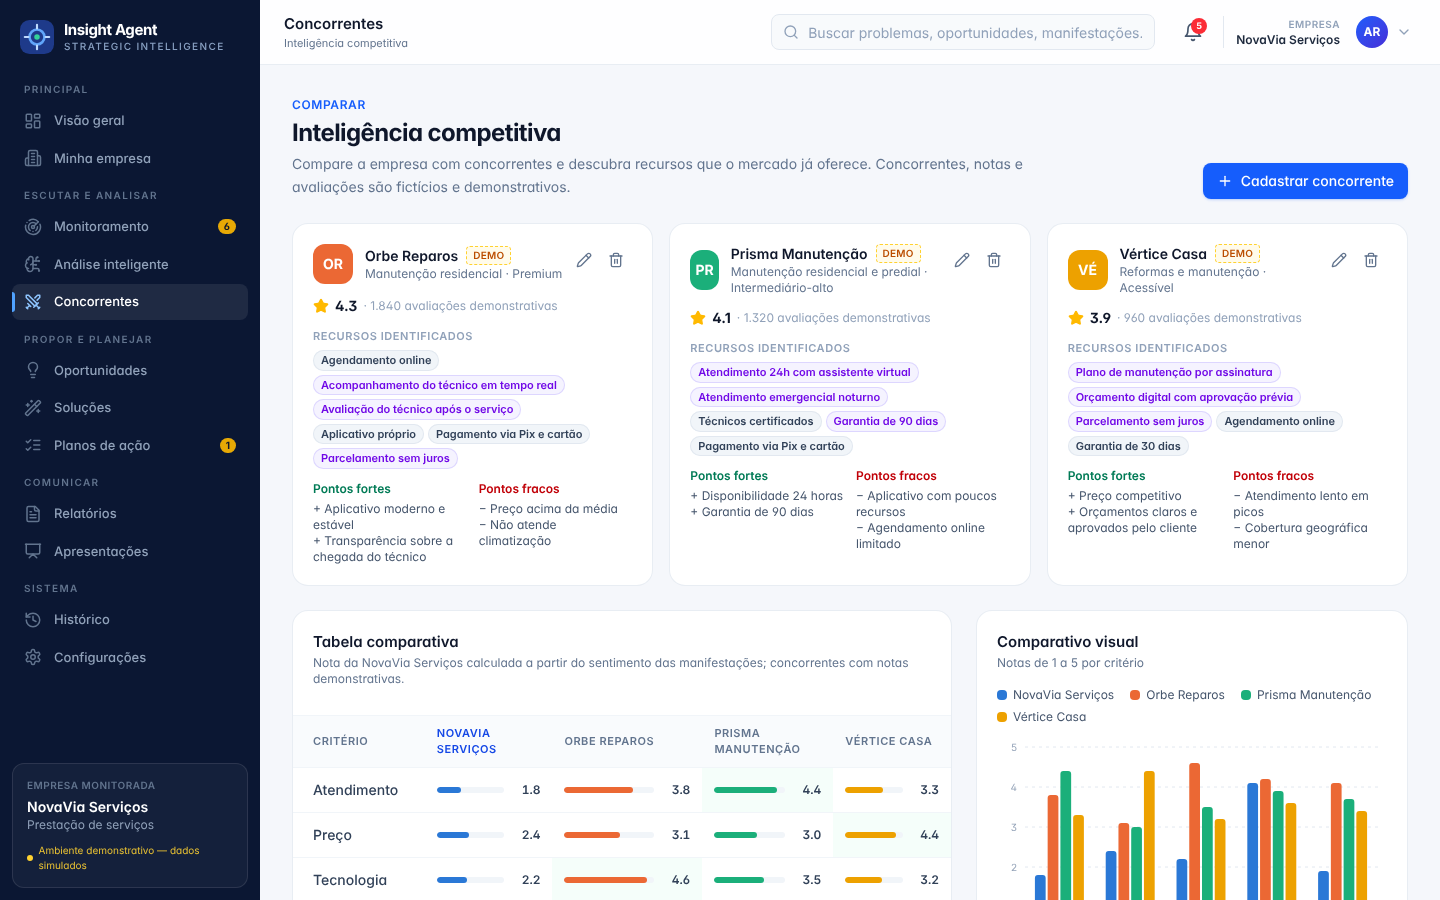 Insight Agent
STRATEGIC INTELLIGENCE
PRINCIPAL
Visão geral
Minha empresa
ESCUTAR E ANALISAR
Monitoramento
6
Análise inteligente
Concorrentes
PROPOR E PLANEJAR
Oportunidades
Soluções
Planos de ação
1
COMUNICAR
Relatórios
Apresentações
SISTEMA
Histórico
Configurações
EMPRESA MONITORADA
NovaVia Serviços
Prestação de serviços
Ambiente demonstrativo — dados
simulados
Concorrentes
Inteligência competitiva
Buscar problemas, oportunidades, manifestações.
5
EMPRESA
NovaVia Serviços
AR
COMPARAR
Inteligência competitiva
Compare a empresa com concorrentes e descubra recursos que o mercado já oferece. Concorrentes, notas e
avaliações são fictícios e demonstrativos.
+ Cadastrar concorrente
OR
Orbe Reparos DEMO
Manutenção residencial · Premium
4.3 · 1.840 avaliações demonstrativas
RECURSOS IDENTIFICADOS
Agendamento online
Acompanhamento do técnico em tempo real
Avaliação do técnico após o serviço
Aplicativo próprio Pagamento via Pix e cartão
Parcelamento sem juros
Pontos fortes
+ Aplicativo moderno e
estável
+ Transparência sobre a
chegada do técnico
Pontos fracos
− Preço acima da média
− Não atende
climatização
PR
Prisma Manutenção DEMO
Manutenção residencial e predial ·
Intermediário-alto
4.1 · 1.320 avaliações demonstrativas
RECURSOS IDENTIFICADOS
Atendimento 24h com assistente virtual
Atendimento emergencial noturno
Técnicos certificados Garantia de 90 dias
Pagamento via Pix e cartão
Pontos fortes
+ Disponibilidade 24 horas
+ Garantia de 90 dias
Pontos fracos
− Aplicativo com poucos
recursos
− Agendamento online
limitado
VÉ
Vértice Casa DEMO
Reformas e manutenção ·
Acessível
3.9 · 960 avaliações demonstrativas
RECURSOS IDENTIFICADOS
Plano de manutenção por assinatura
Orçamento digital com aprovação prévia
Parcelamento sem juros Agendamento online
Garantia de 30 dias
Pontos fortes
+ Preço competitivo
+ Orçamentos claros e
aprovados pelo cliente
Pontos fracos
− Atendimento lento em
picos
− Cobertura geográfica
menor
Tabela comparativa
Nota da NovaVia Serviços calculada a partir do sentimento das manifestações; concorrentes com notas
demonstrativas.
CRITÉRIO NOVAVIA SERVIÇOS ORBE REPAROS PRISMA MANUTENÇÃO VÉRTICE CASA
Atendimento 1.8 3.8 4.4 3.3
Preço 2.4 3.1 3.0 4.4
Tecnologia 2.2 4.6 3.5 3.2
Comparativo visual
Notas de 1 a 5 por critério
NovaVia Serviços Orbe Reparos Prisma Manutenção
Vértice Casa
5
4
3
2